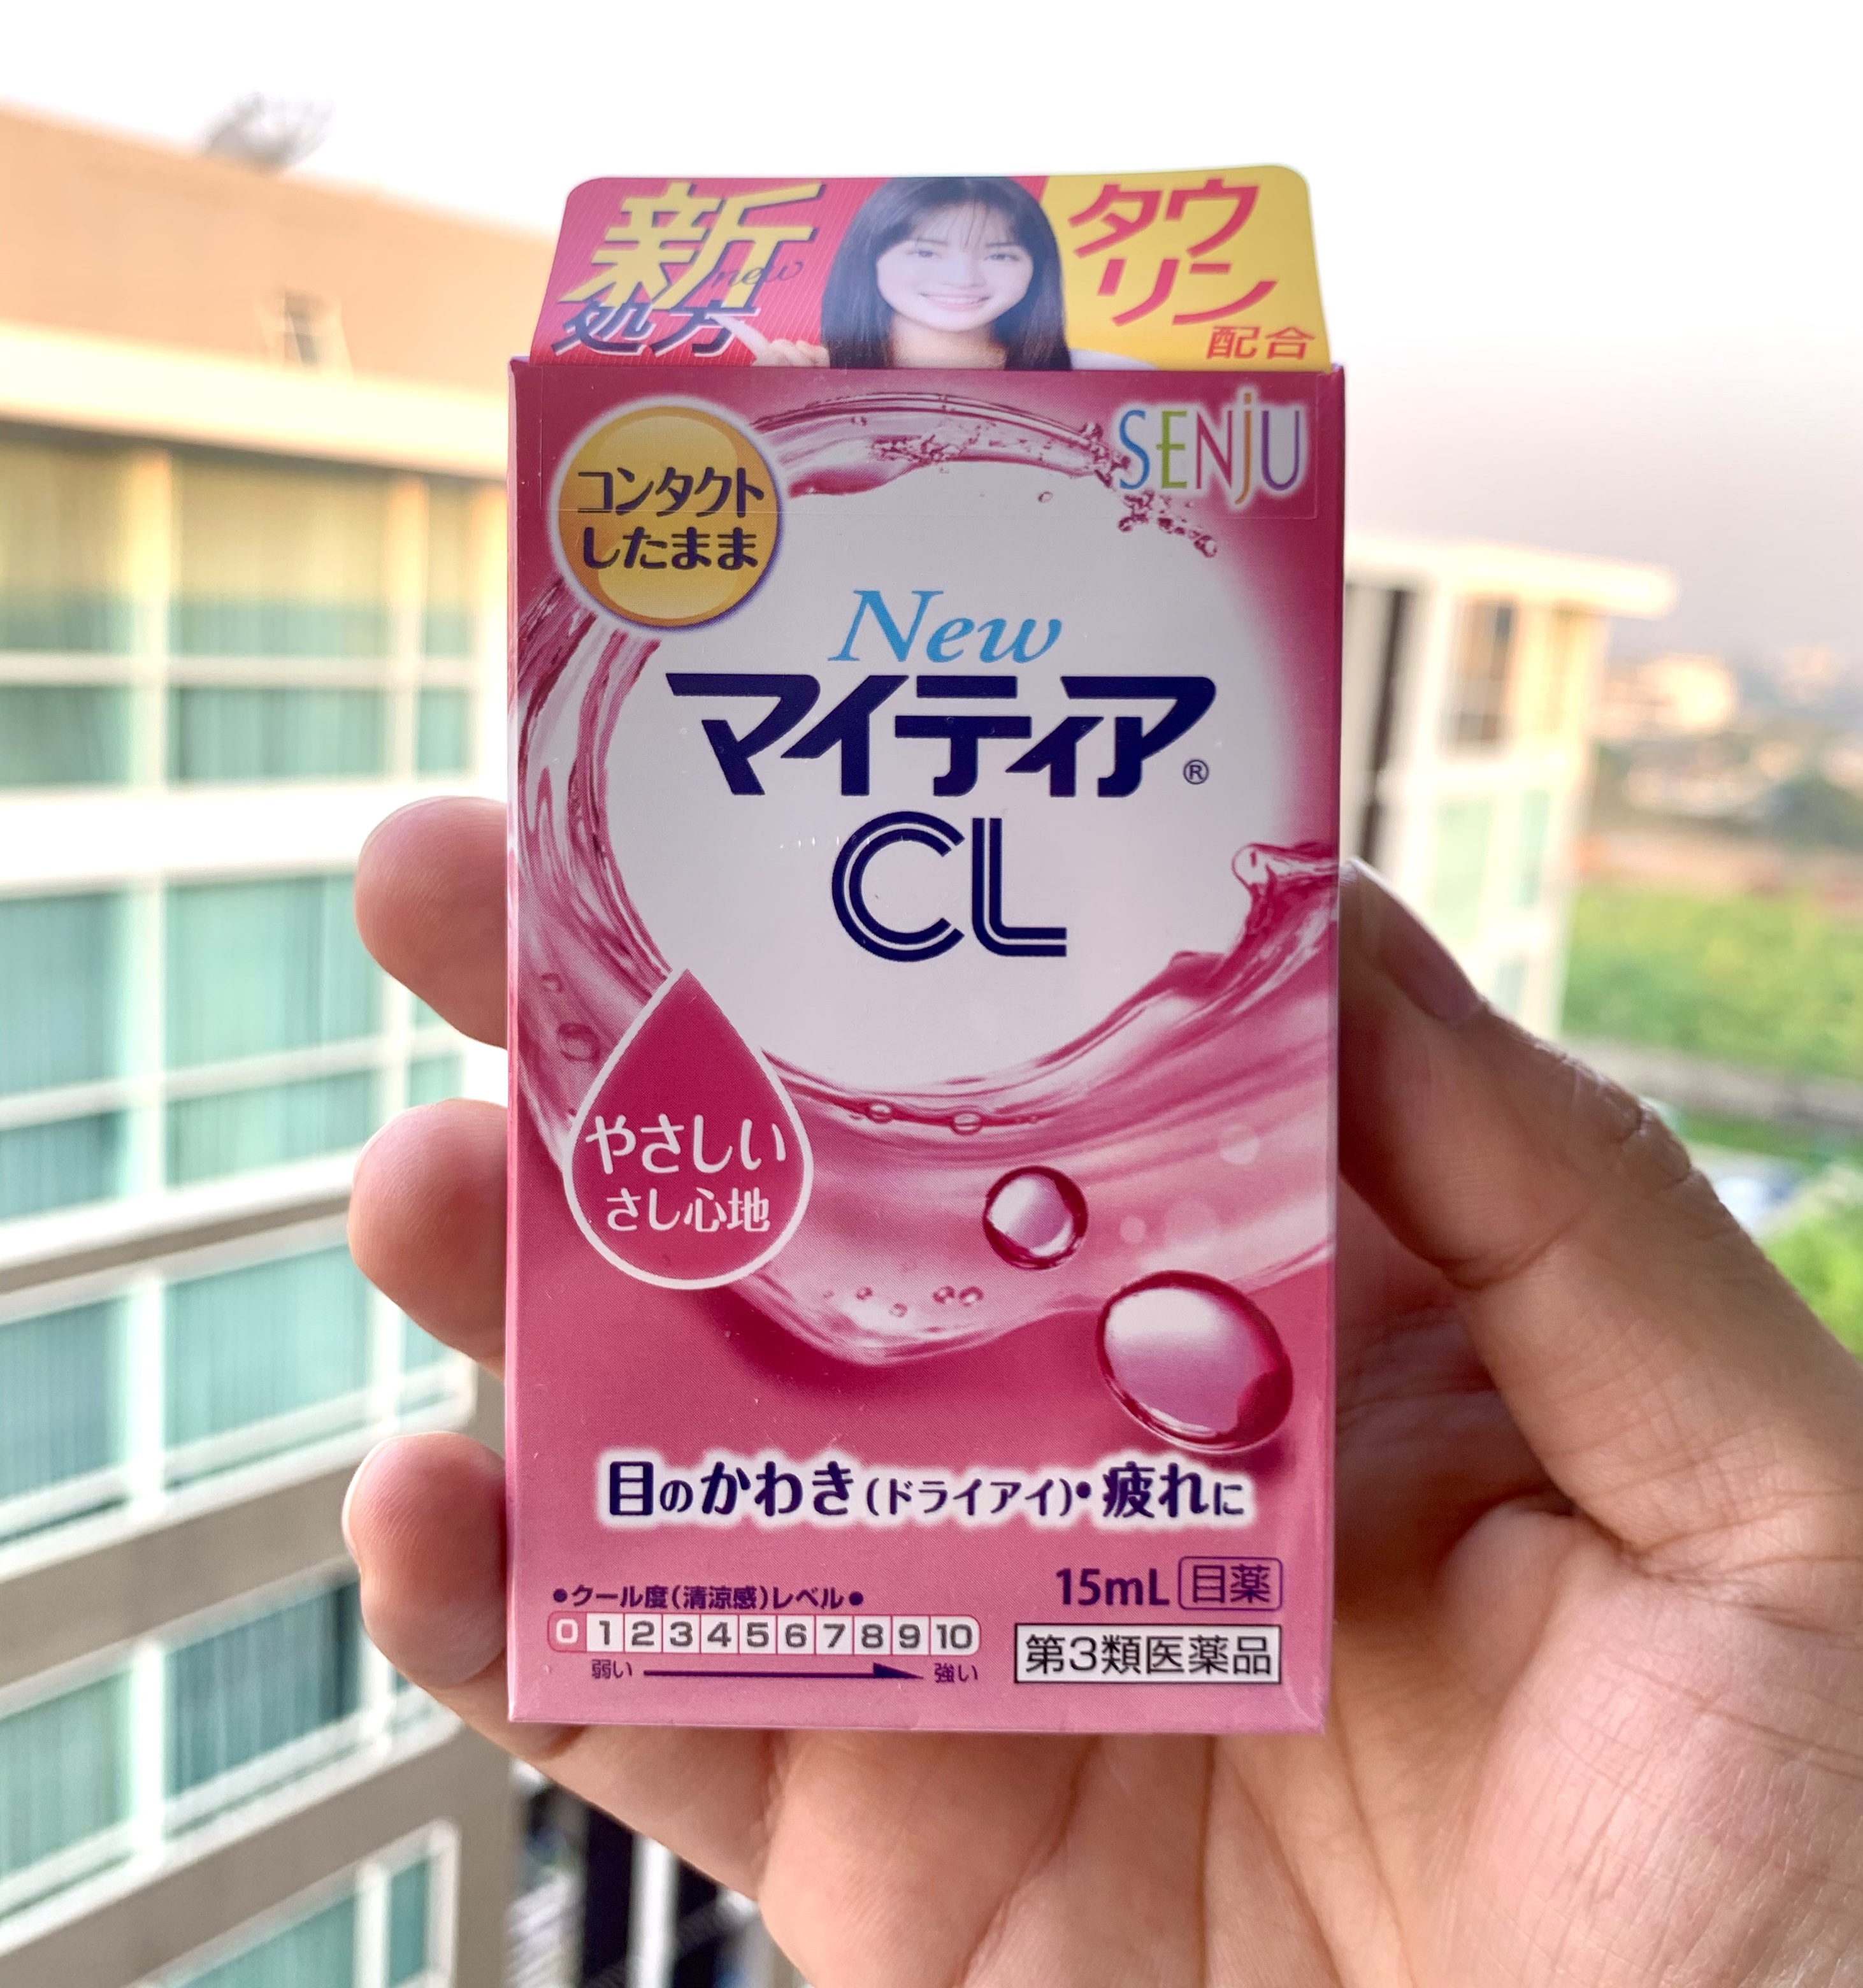 新
new
処方
タウ
リン
配合
SENJU
コンタクト
したまま
New
マイティア®
CL
やさしい
さし心地
目のかわき(ドライアイ)・疲れに
15mL 目薬
●クール度(清涼感)レベル●
0 1 2 3 4 5 6 7 8 9 10
弱い 強い
第3類医薬品